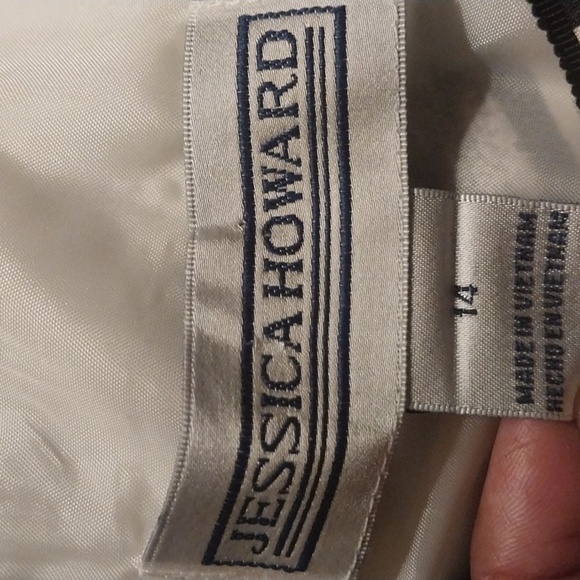 JESSICA HOWARD
14
MADE IN VIETNAM
HECHO EN VIETNAM